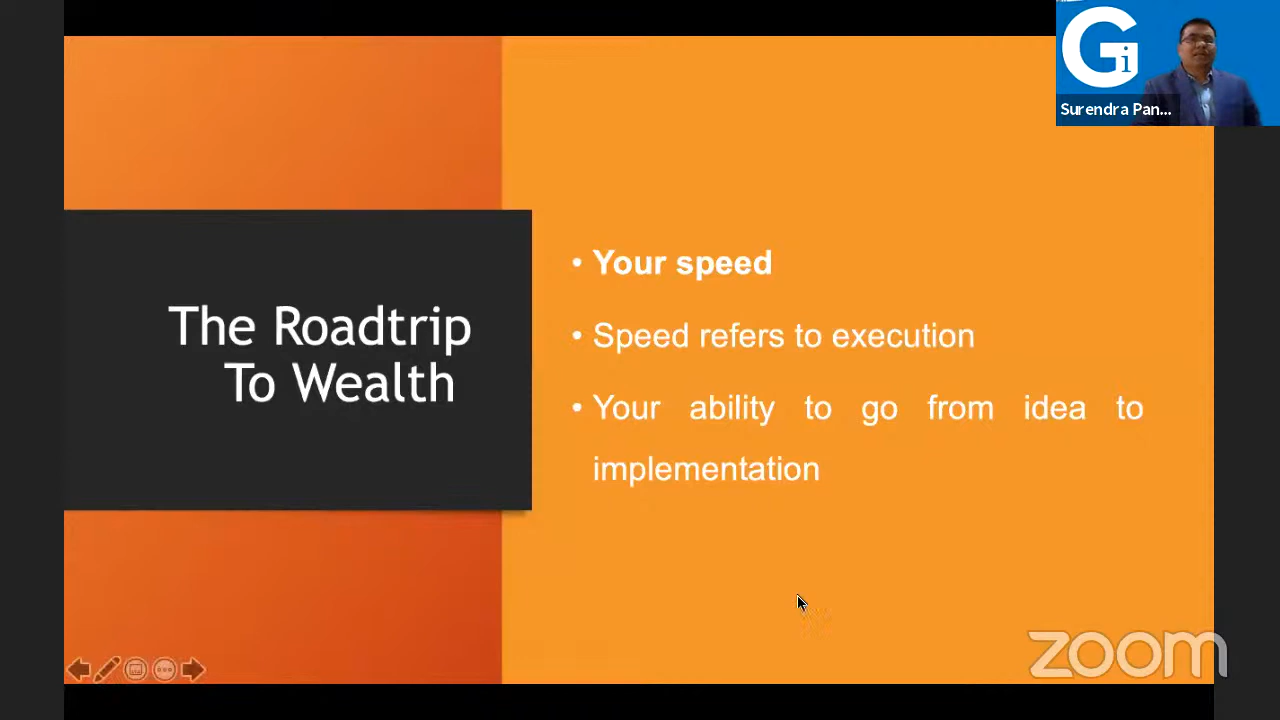 Gi
Surendra Pan...
The Roadtrip
To Wealth
• Your speed
• Speed refers to execution
• Your ability to go from idea to
implementation
zoom